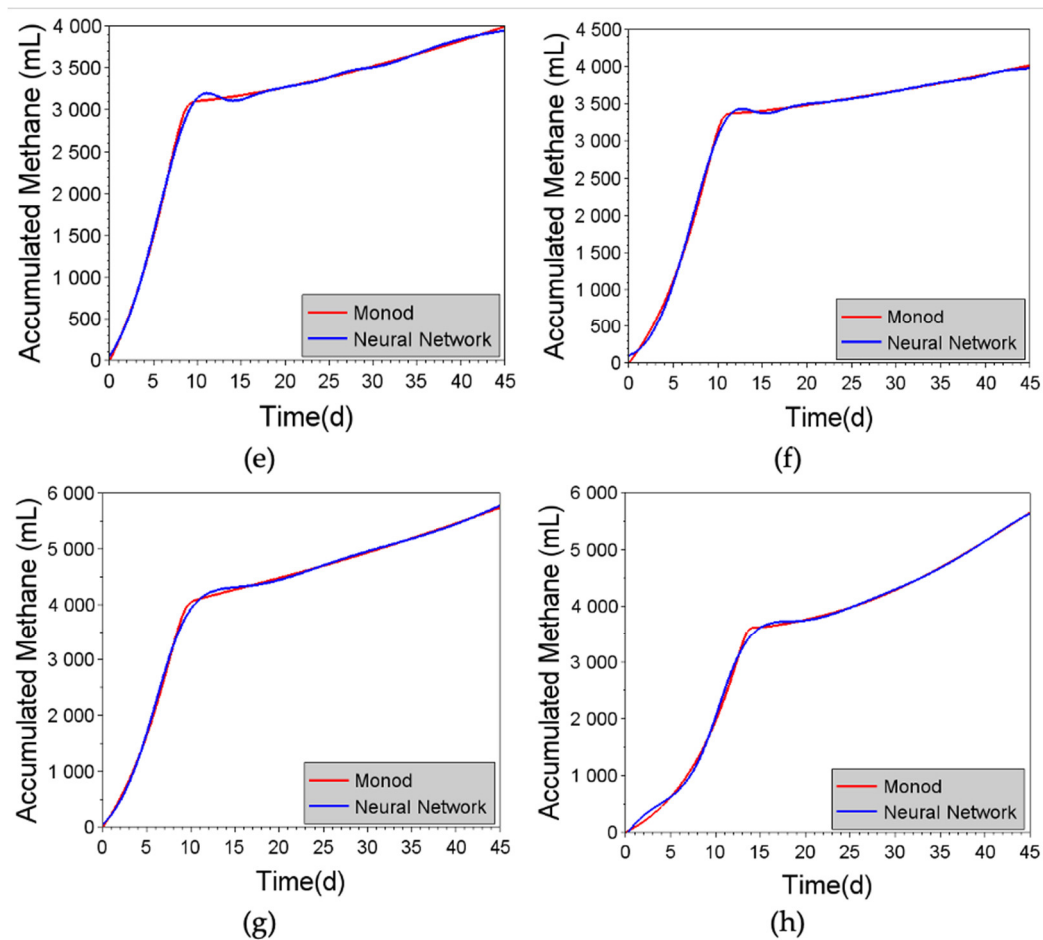 Accumulated Methane (mL)
4 000
3 500
3 000
2 500
2 000
1 500
1 000
500
0
Monod
Neural Network
0 5 10 15 20 25 30 35 40 45
Time(d)
(e)
Accumulated Methane (mL)
4 500
4 000
3 500
3 000
2 500
2 000
1 500
1 000
500
0
Monod
Neural Network
0 5 10 15 20 25 30 35 40 45
Time(d)
(f)
Accumulated Methane (mL)
6 000
5 000
4 000
3 000
2 000
1 000
0
Monod
Neural Network
0 5 10 15 20 25 30 35 40 45
Time(d)
(g)
Accumulated Methane (mL)
6 000
5 000
4 000
3 000
2 000
1 000
0
Monod
Neural Network
0 5 10 15 20 25 30 35 40 45
Time(d)
(h)